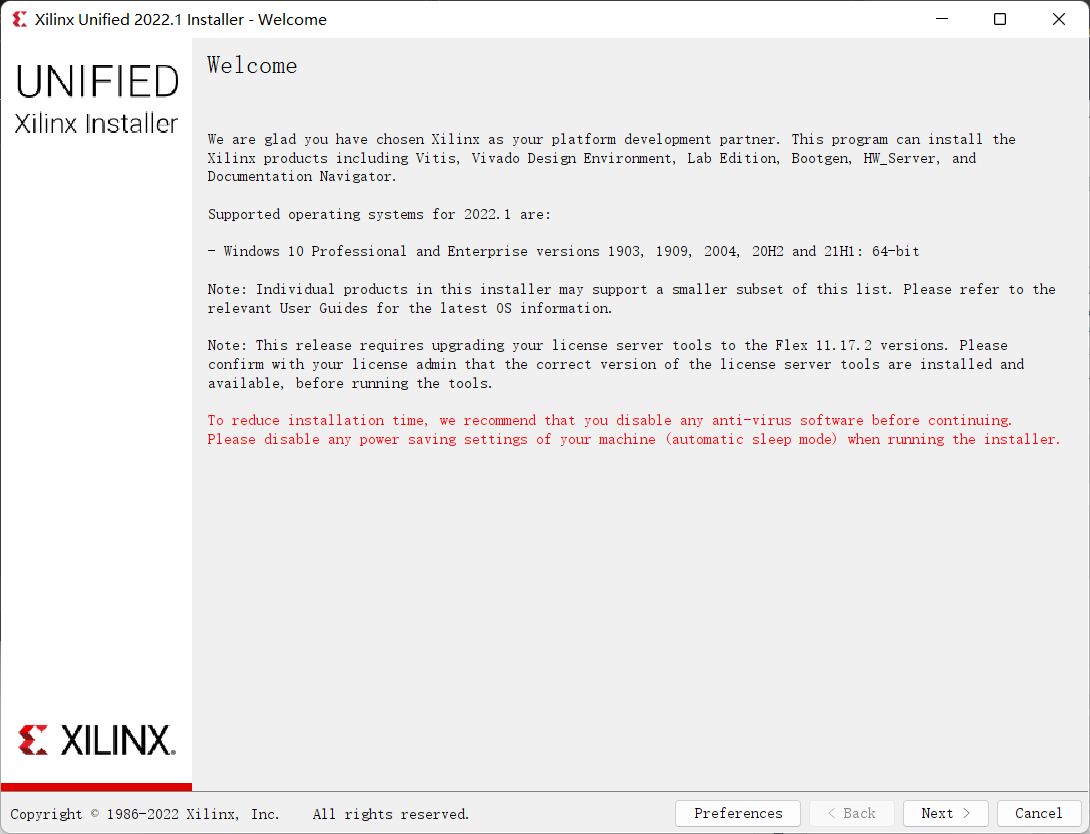 Xilinx Unified 2022.1 Installer - Welcome
UNIFIED
Xilinx Installer
Welcome
We are glad you have chosen Xilinx as your platform development partner. This program can install the
Xilinx products including Vitis, Vivado Design Environment, Lab Edition, Bootgen, HW_Server, and
Documentation Navigator.
Supported operating systems for 2022.1 are:
- Windows 10 Professional and Enterprise versions 1903, 1909, 2004, 20H2 and 21H1: 64-bit
Note: Individual products in this installer may support a smaller subset of this list. Please refer to the
relevant User Guides for the latest OS information.
Note: This release requires upgrading your license server tools to the Flex 11.17.2 versions. Please
confirm with your license admin that the correct version of the license server tools are installed and
available, before running the tools.
To reduce installation time, we recommend that you disable any anti-virus software before continuing.
Please disable any power saving settings of your machine (automatic sleep mode) when running the installer.
XILINX.
Copyright © 1986-2022 Xilinx, Inc. All rights reserved.
Preferences
< Back
Next >
Cancel